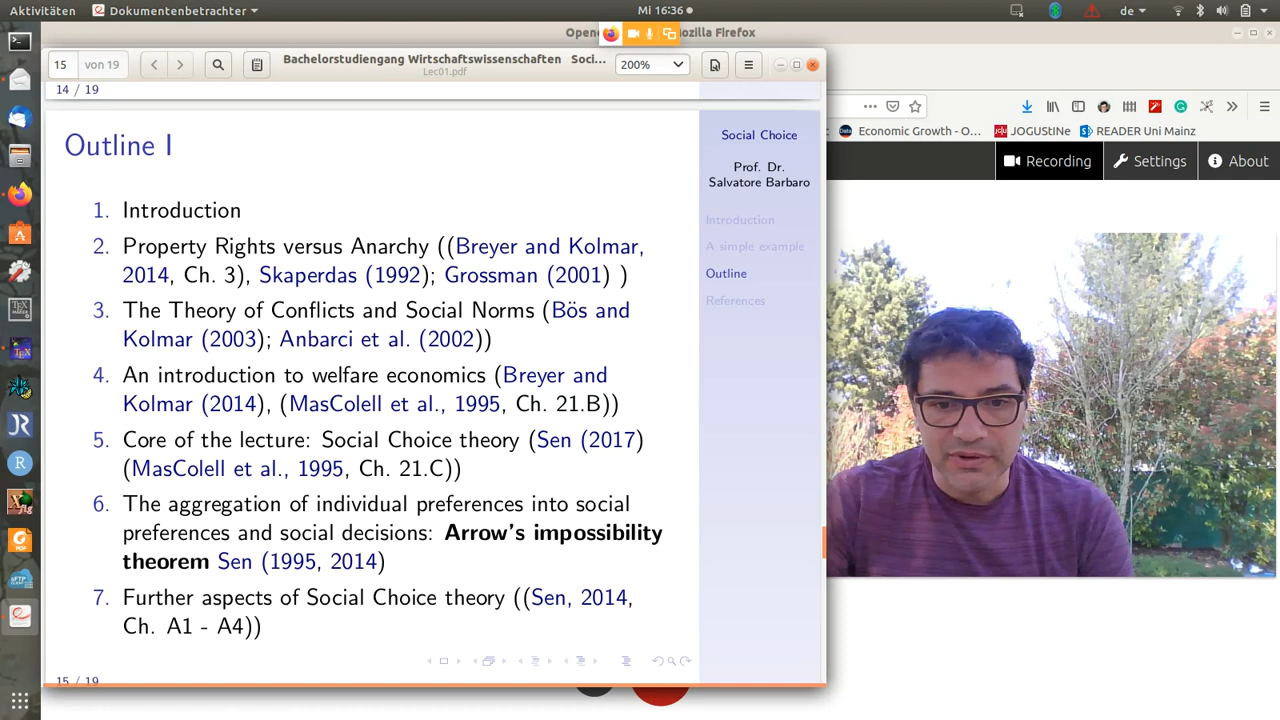 Aktivitäten
Dokumentenbetrachter
Mi 16:36
de
Openc
ozilla Firefox
15
von 19
Bachelorstudiengang Wirtschaftswissenschaften Soci...
Lec01.pdf
200%
14 / 19
Economic Growth - O...
JOGUStINe
READER Uni Mainz
Recording
Settings
About
Outline I
1. Introduction
2. Property Rights versus Anarchy ((Breyer and Kolmar,
2014, Ch. 3), Skaperdas (1992); Grossman (2001) )
3. The Theory of Conflicts and Social Norms (Bös and
Kolmar (2003); Anbarci et al. (2002))
4. An introduction to welfare economics (Breyer and
Kolmar (2014), (MasColell et al., 1995, Ch. 21.B))
5. Core of the lecture: Social Choice theory (Sen (2017)
(MasColell et al., 1995, Ch. 21.C))
6. The aggregation of individual preferences into social
preferences and social decisions: Arrow's impossibility
theorem Sen (1995, 2014)
7. Further aspects of Social Choice theory ((Sen, 2014,
Ch. A1 - A4))
Social Choice
Prof. Dr.
Salvatore Barbaro
Introduction
A simple example
Outline
References
15 / 19